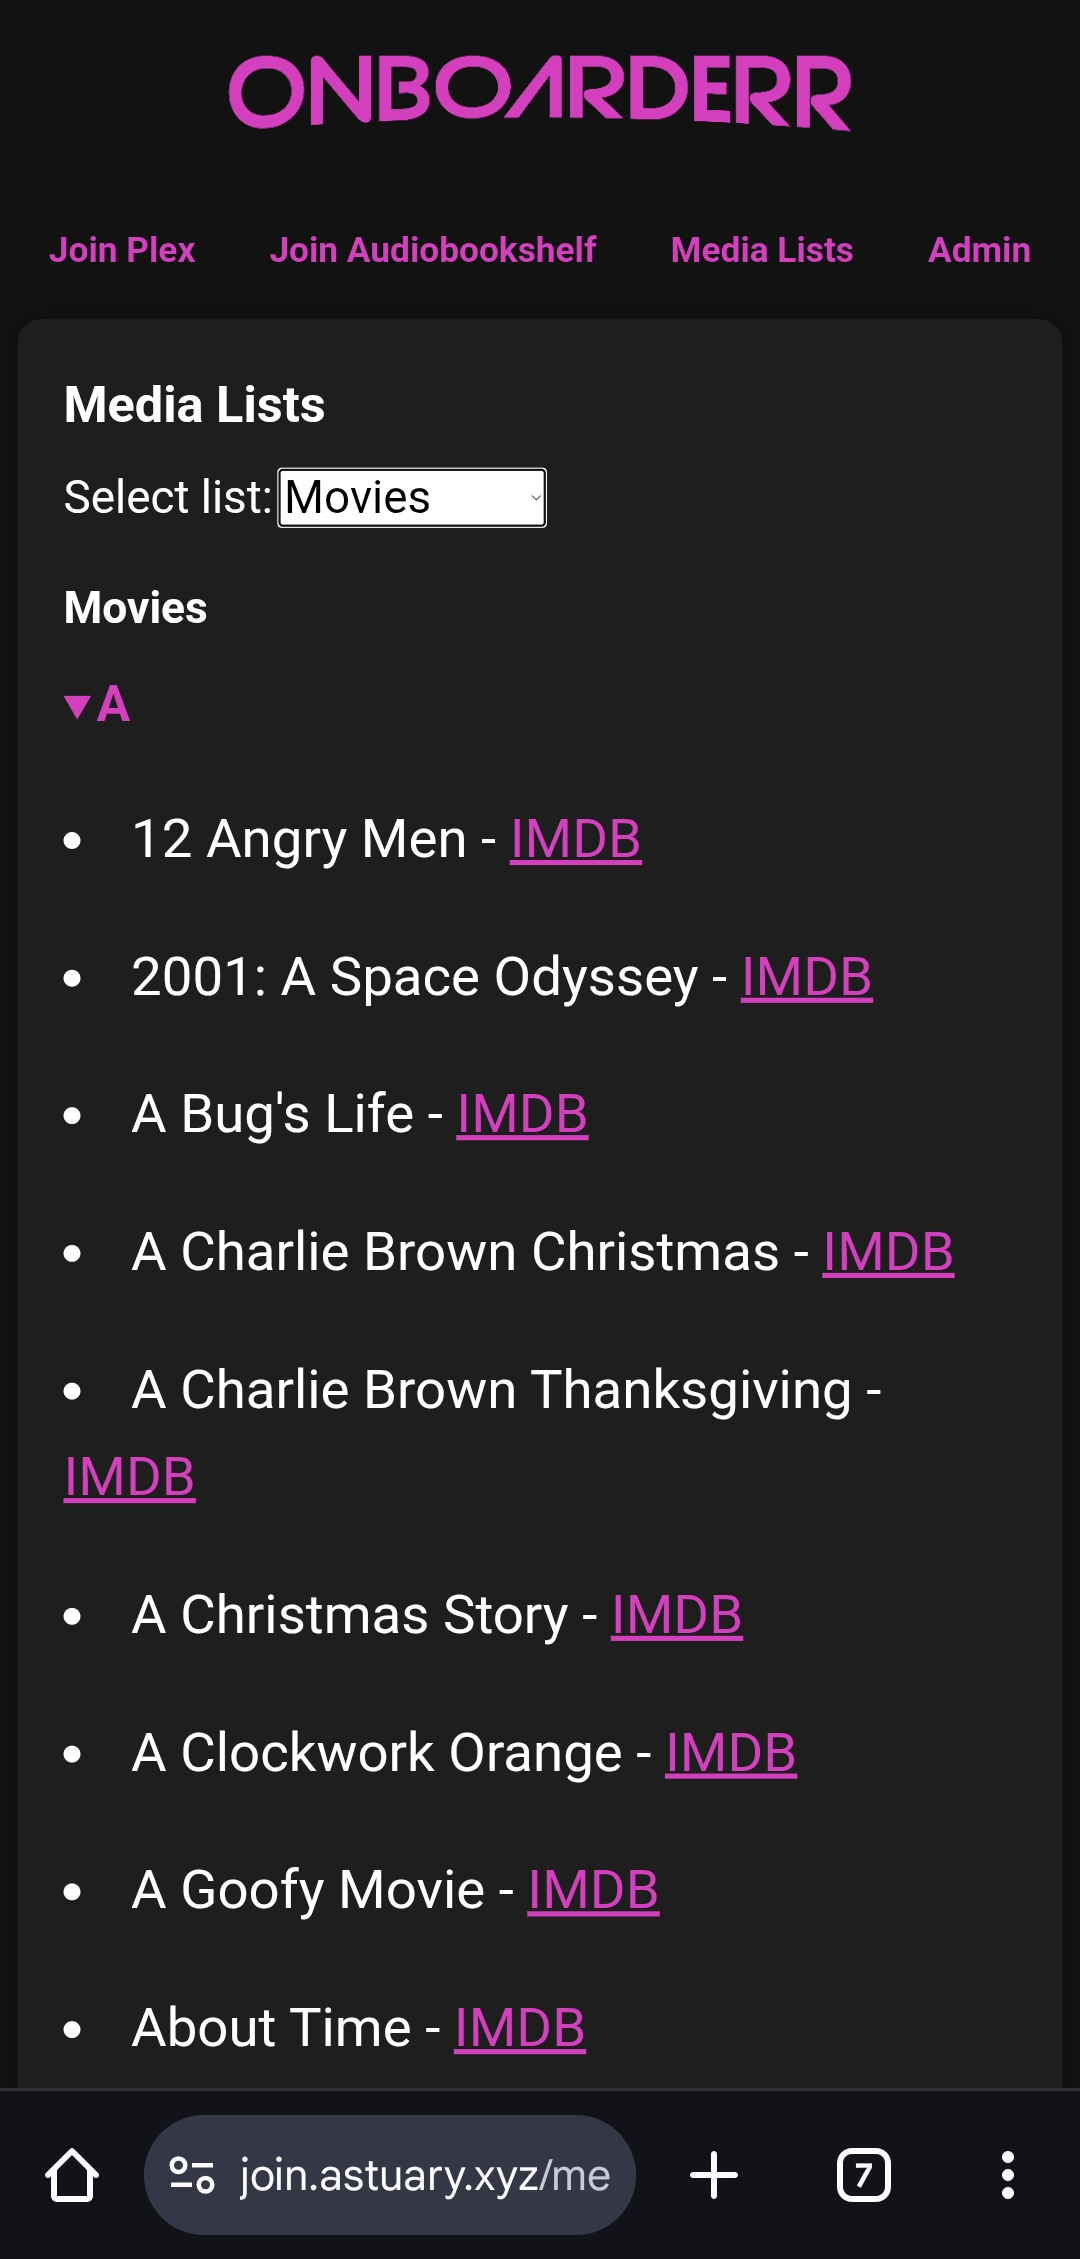 ONBOARDERR
Join Plex Join Audiobookshelf Media Lists Admin
Media Lists
Select list: Movies
Movies
▼A
• 12 Angry Men - IMDB
• 2001: A Space Odyssey - IMDB
• A Bug's Life - IMDB
• A Charlie Brown Christmas - IMDB
• A Charlie Brown Thanksgiving -
IMDB
• A Christmas Story - IMDB
• A Clockwork Orange - IMDB
• A Goofy Movie - IMDB
• About Time - IMDB
join.astuary.xyz/me 7